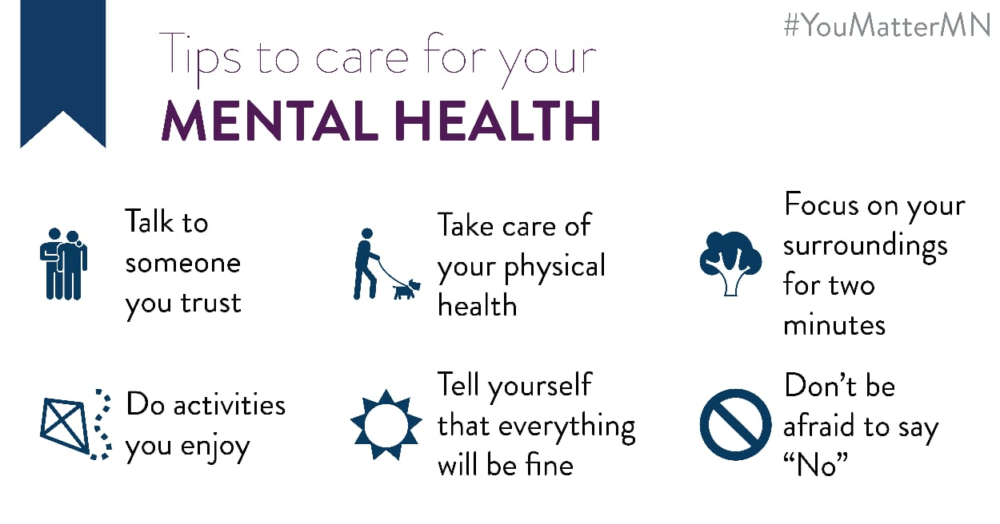 #YouMatterMN
Tips to care for your
MENTAL HEALTH
Talk to
someone
you trust
Take care of
your physical
health
Focus on your
surroundings
for two
minutes
Do activities
you enjoy
Tell yourself
that everything
will be fine
Don’t be
afraid to say
“No”